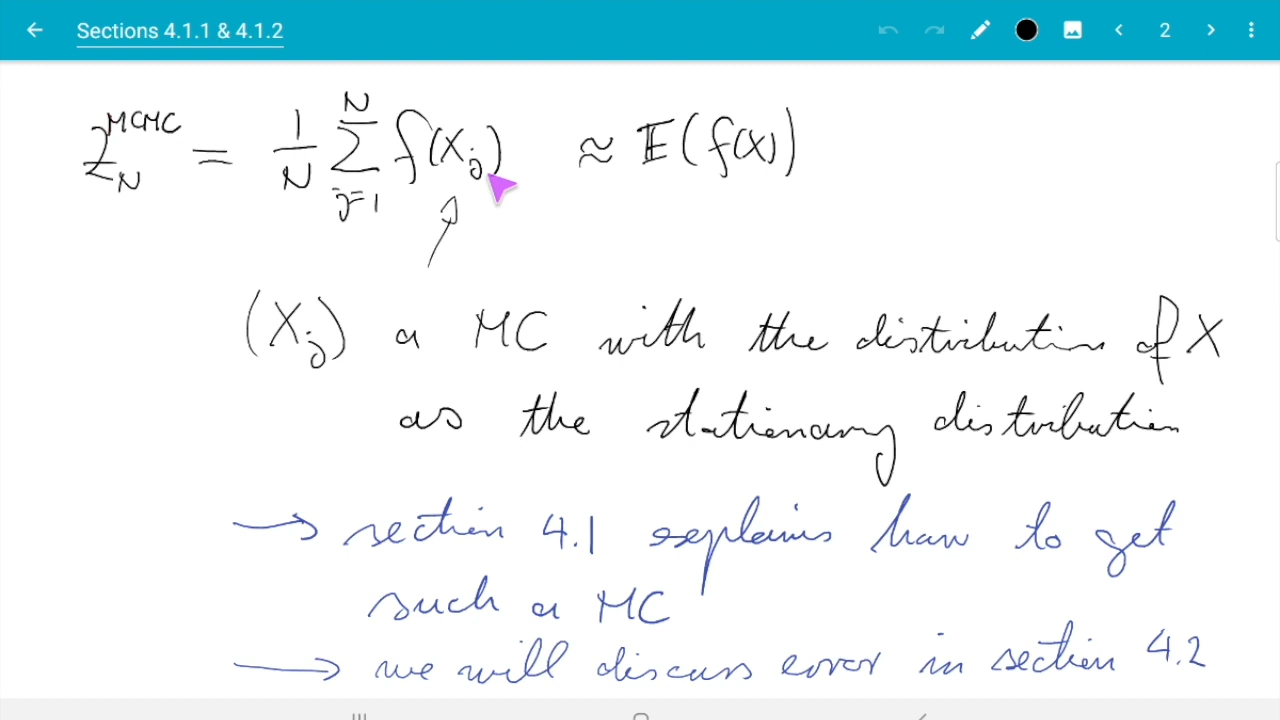 Sections 4.1.1 & 4.1.2
2
Z_N^{MCMC} = \frac{1}{N} \sum_{j=1}^{N} f(X_j) ≈ 𝔼(f(X))
(X_j) a MC with the distribution of X
as the stationary distribution
→ section 4.1 explains how to get
such a MC
→ we will discuss error in section 4.2